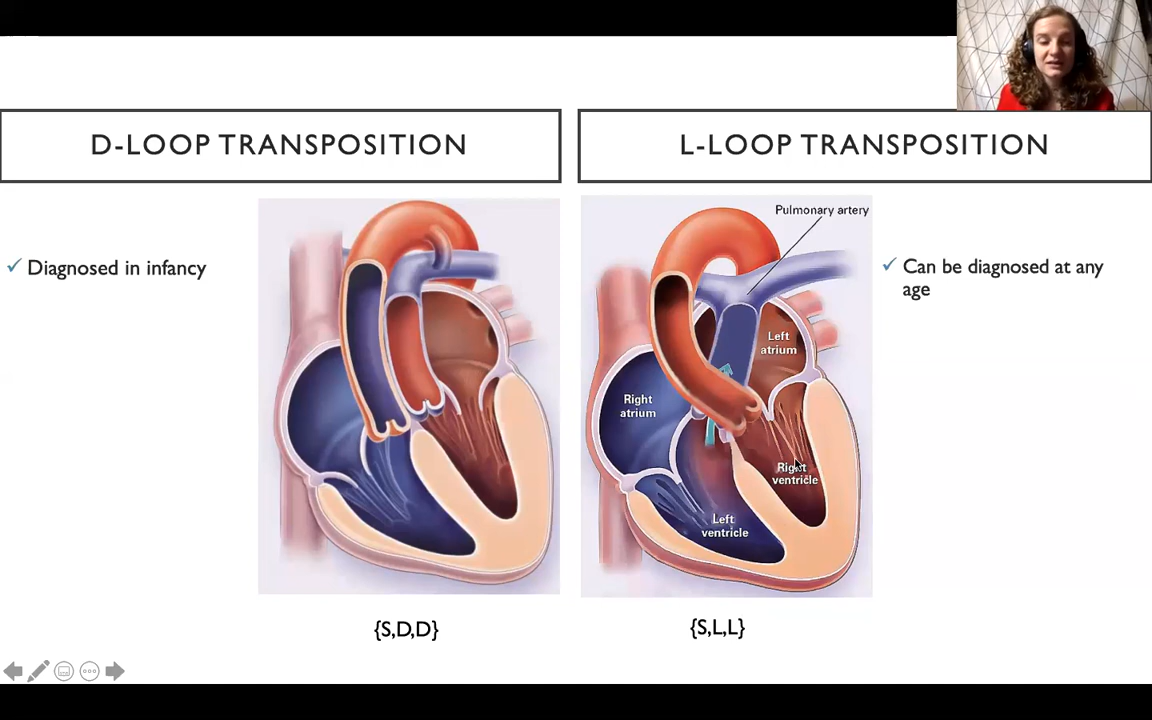 D-LOOP TRANSPOSITION
L-LOOP TRANSPOSITION
Diagnosed in infancy
Pulmonary artery
Left
atrium
Right
atrium
Right
ventricle
Left
ventricle
Can be diagnosed at any
age
{S,D,D}
{S,L,L}